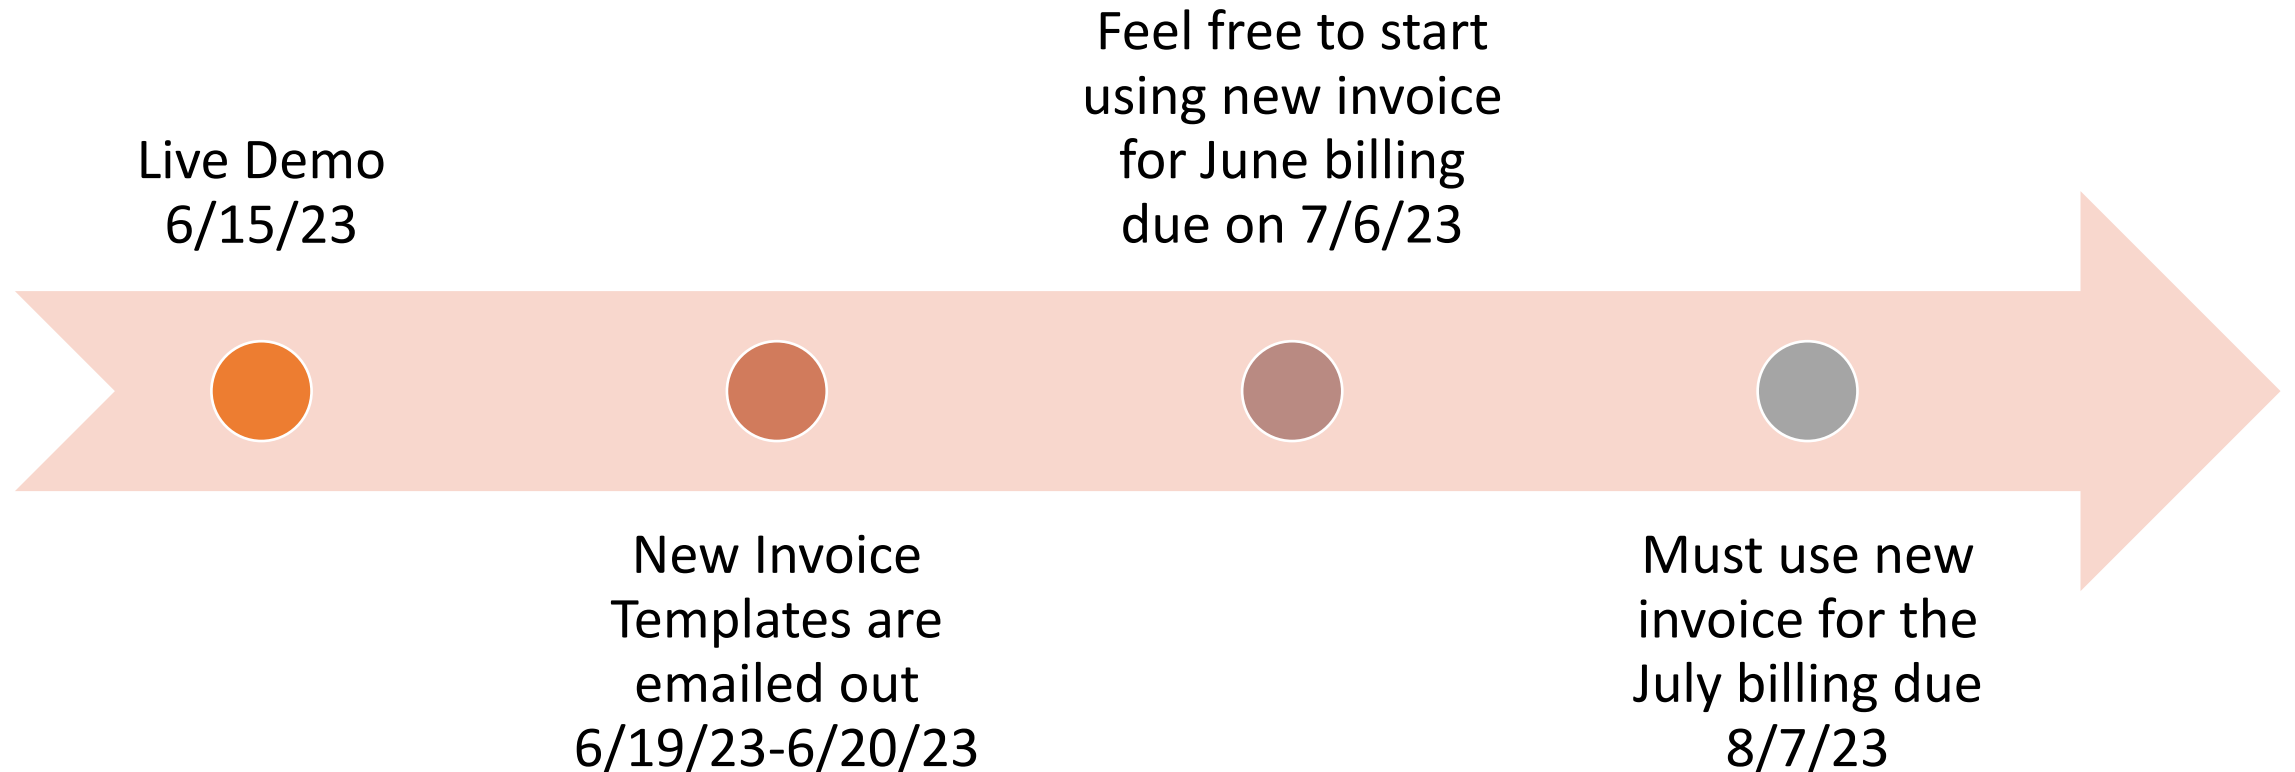 Live Demo
6/15/23
New Invoice
Templates are
emailed out
6/19/23-6/20/23
Feel free to start
using new invoice
for June billing
due on 7/6/23
Must use new
invoice for the
July billing due
8/7/23